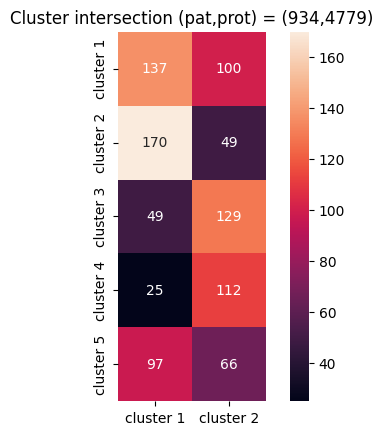 Cluster intersection (pat,prot) = (934,4779)
cluster 1
137 100
cluster 2
170 49
cluster 3
49 129
cluster 4
25 112
cluster 5
97 66
cluster 1 cluster 2
160
140
120
100
80
60
40